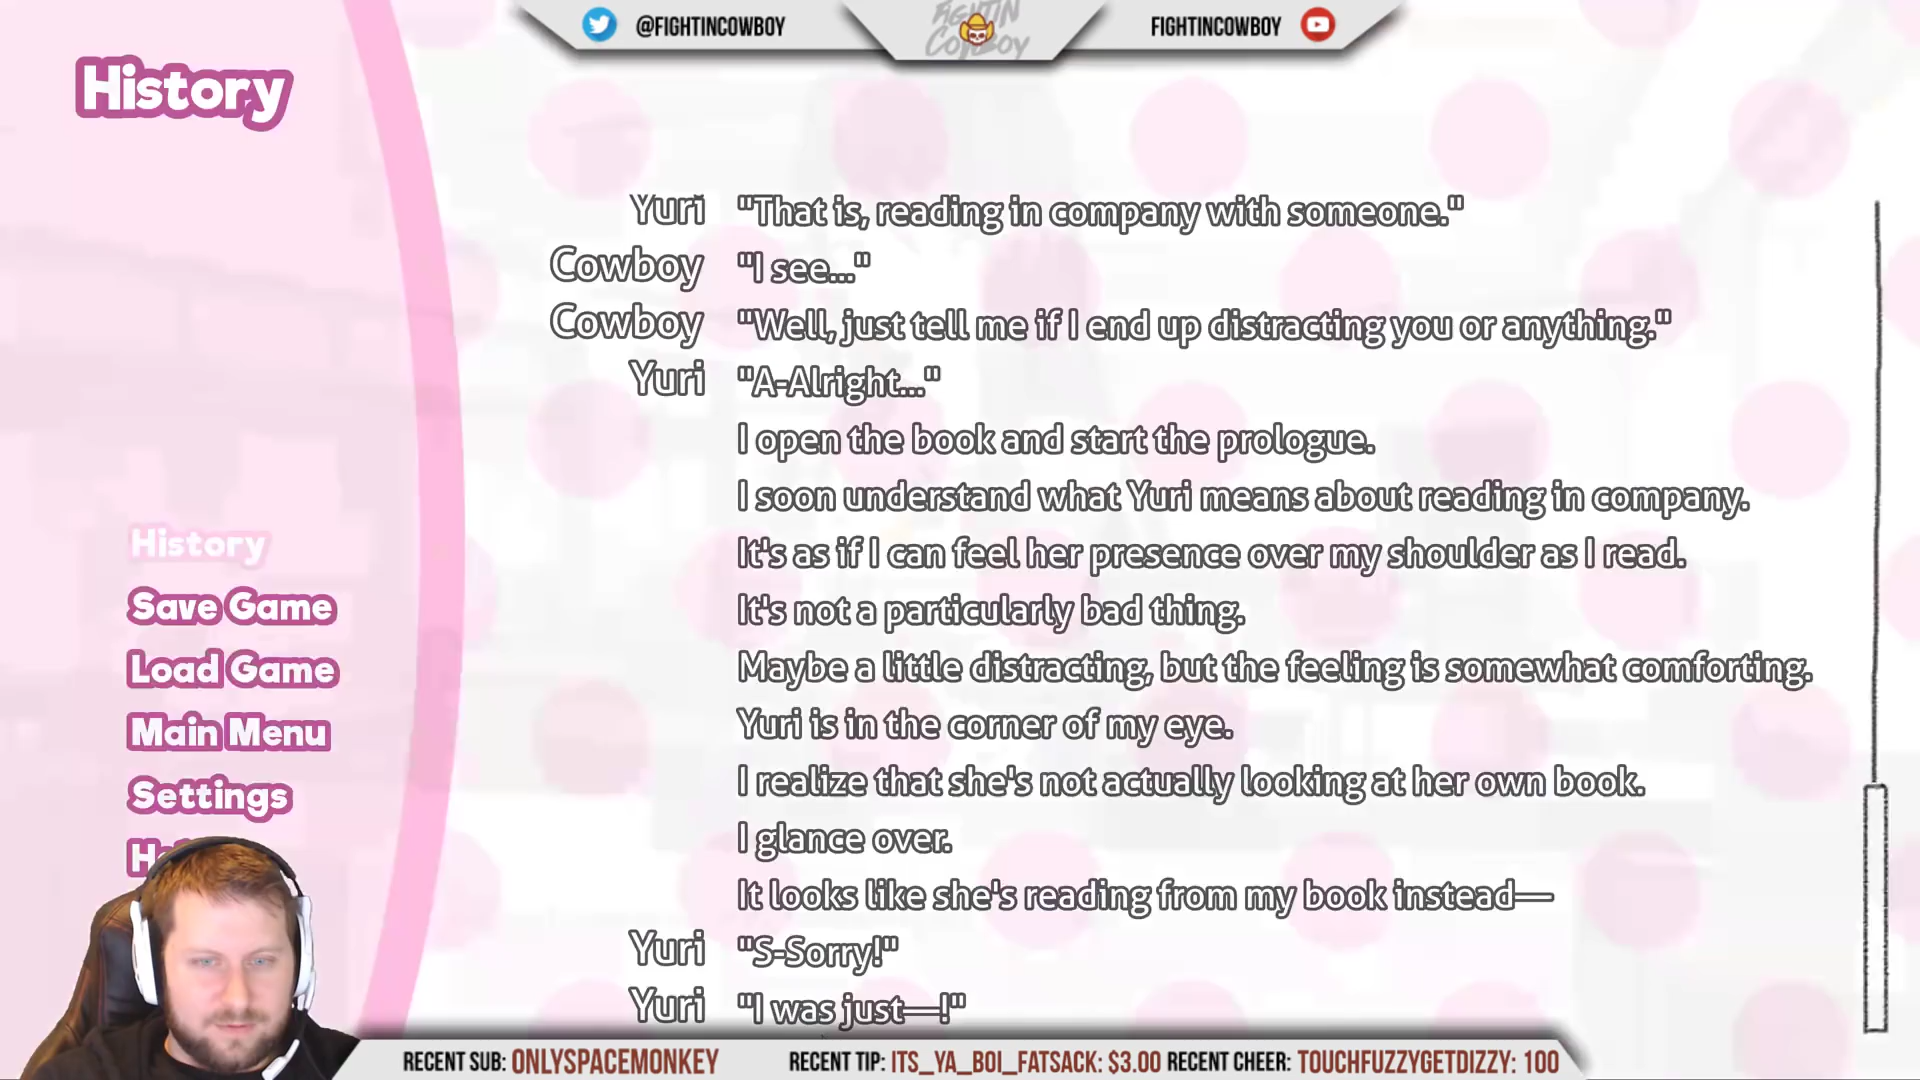 @FIGHTINCOWBOY
FIGHTIN
COWBOY
FIGHTINCOWBOY
History
Yuri "That is, reading in company with someone."
Cowboy "I see..."
Cowboy "Well, just tell me if I end up distracting you or anything."
Yuri "A-Alright..."
I open the book and start the prologue.
I soon understand what Yuri means about reading in company.
It's as if I can feel her presence over my shoulder as I read.
It's not a particularly bad thing.
Maybe a little distracting, but the feeling is somewhat comforting.
Yuri is in the corner of my eye.
I realize that she's not actually looking at her own book.
I glance over.
It looks like she's reading from my book instead—
Yuri "S-Sorry!"
Yuri "I was just—!"
History
Save Game
Load Game
Main Menu
Settings
RECENT SUB: ONLYSPACEMONKEY
RECENT TIP: ITS_YA_BOI_FATSACK: $3.00 RECENT CHEER: TOUCHFUZZYGETDIZZY: 100